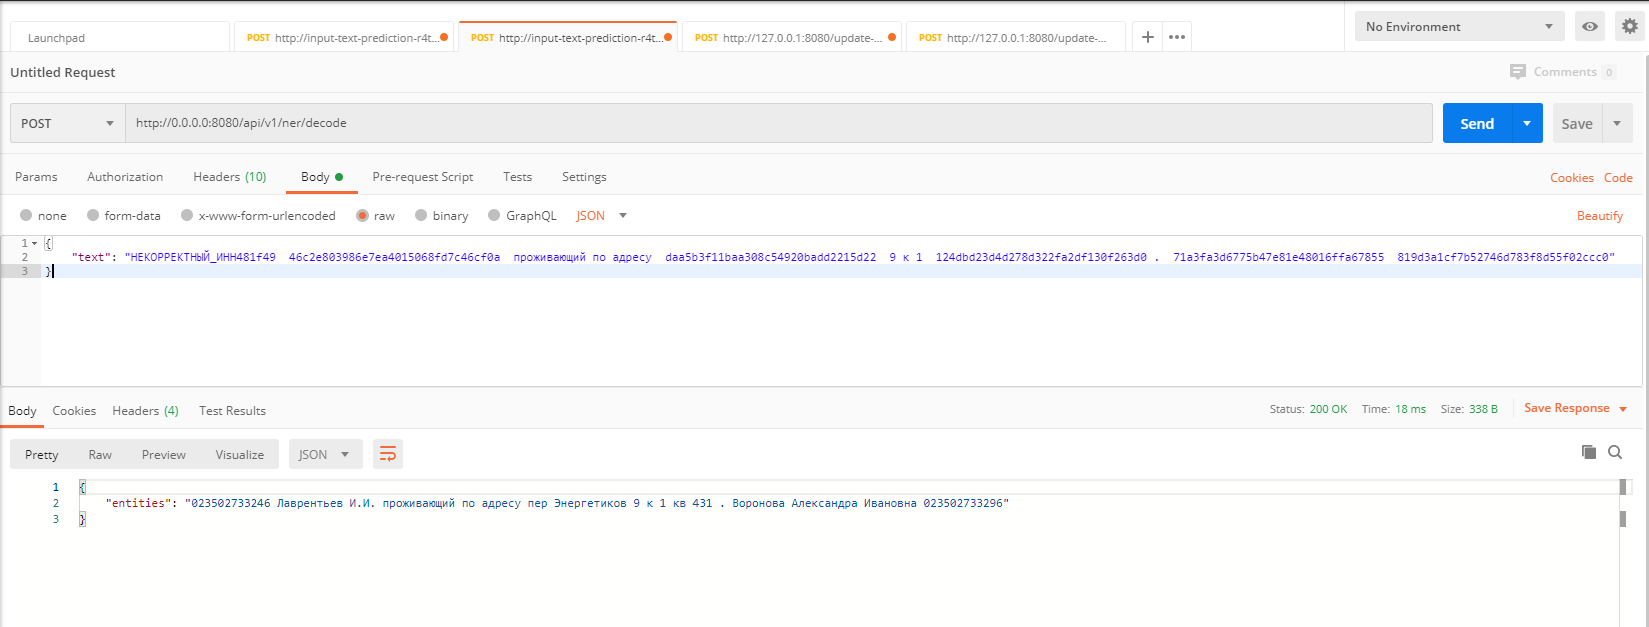 Launchpad
POST http://input-text-prediction-r4t...
POST http://input-text-prediction-r4t...
POST http://127.0.0.1:8080/update-...
POST http://127.0.0.1:8080/update-...
No Environment
Untitled Request
Comments 0
POST
http://0.0.0.0:8080/api/v1/ner/decode
Send
Save
Params Authorization Headers (10) Body Pre-request Script Tests Settings
Cookies Code
none form-data x-www-form-urlencoded raw binary GraphQL JSON
Beautify
1 {
2 "text": "НЕКОРРЕКТНЫЙ_ИНН481f49 46c2e803986e7ea4015068fd7c46cf0a проживающий по адресу daa5b3f11baa308c54920badd2215d22 9 к 1 124dbd23d4d278d322fa2df130f263d0 . 71a3fa3d6775b47e81e48016ffa67855 819d3a1cf7b52746d783f8d55f02ccc0"
3 }
Body Cookies Headers (4) Test Results
Status: 200 OK Time: 18 ms Size: 338 B
Save Response
Pretty Raw Preview Visualize JSON
1 {
2 "entities": "023502733246 Лаврентьев И.И. проживающий по адресу пер Энергетиков 9 к 1 кв 431 . Воронова Александра Ивановна 023502733296"
3 }